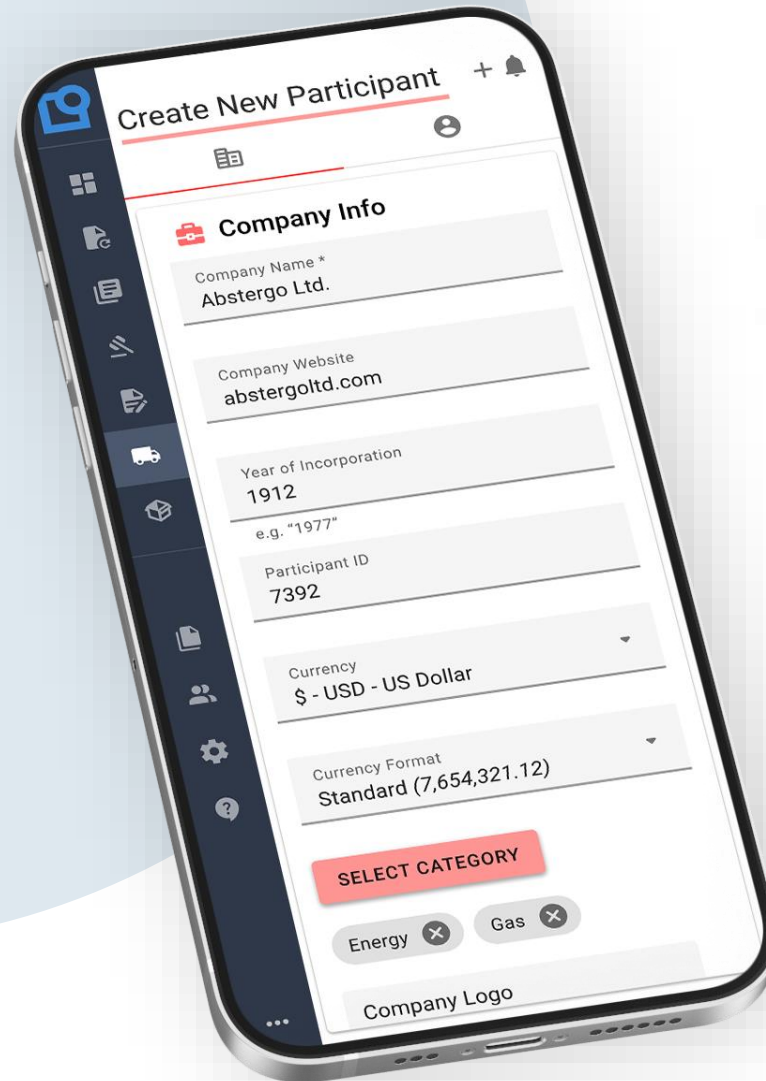 Create New Participant
Company Info
Company Name *
Abstergo Ltd.
Company Website
abstergoltd.com
Year of Incorporation
1912
e.g. "1977"
Participant ID
7392
Currency
$ - USD - US Dollar
Currency Format
Standard (7,654,321.12)
SELECT CATEGORY
Energy
Gas
Company Logo